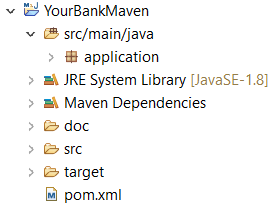 YourBankMaven
src/main/java
application
JRE System Library [JavaSE-1.8]
Maven Dependencies
doc
src
target
pom.xml